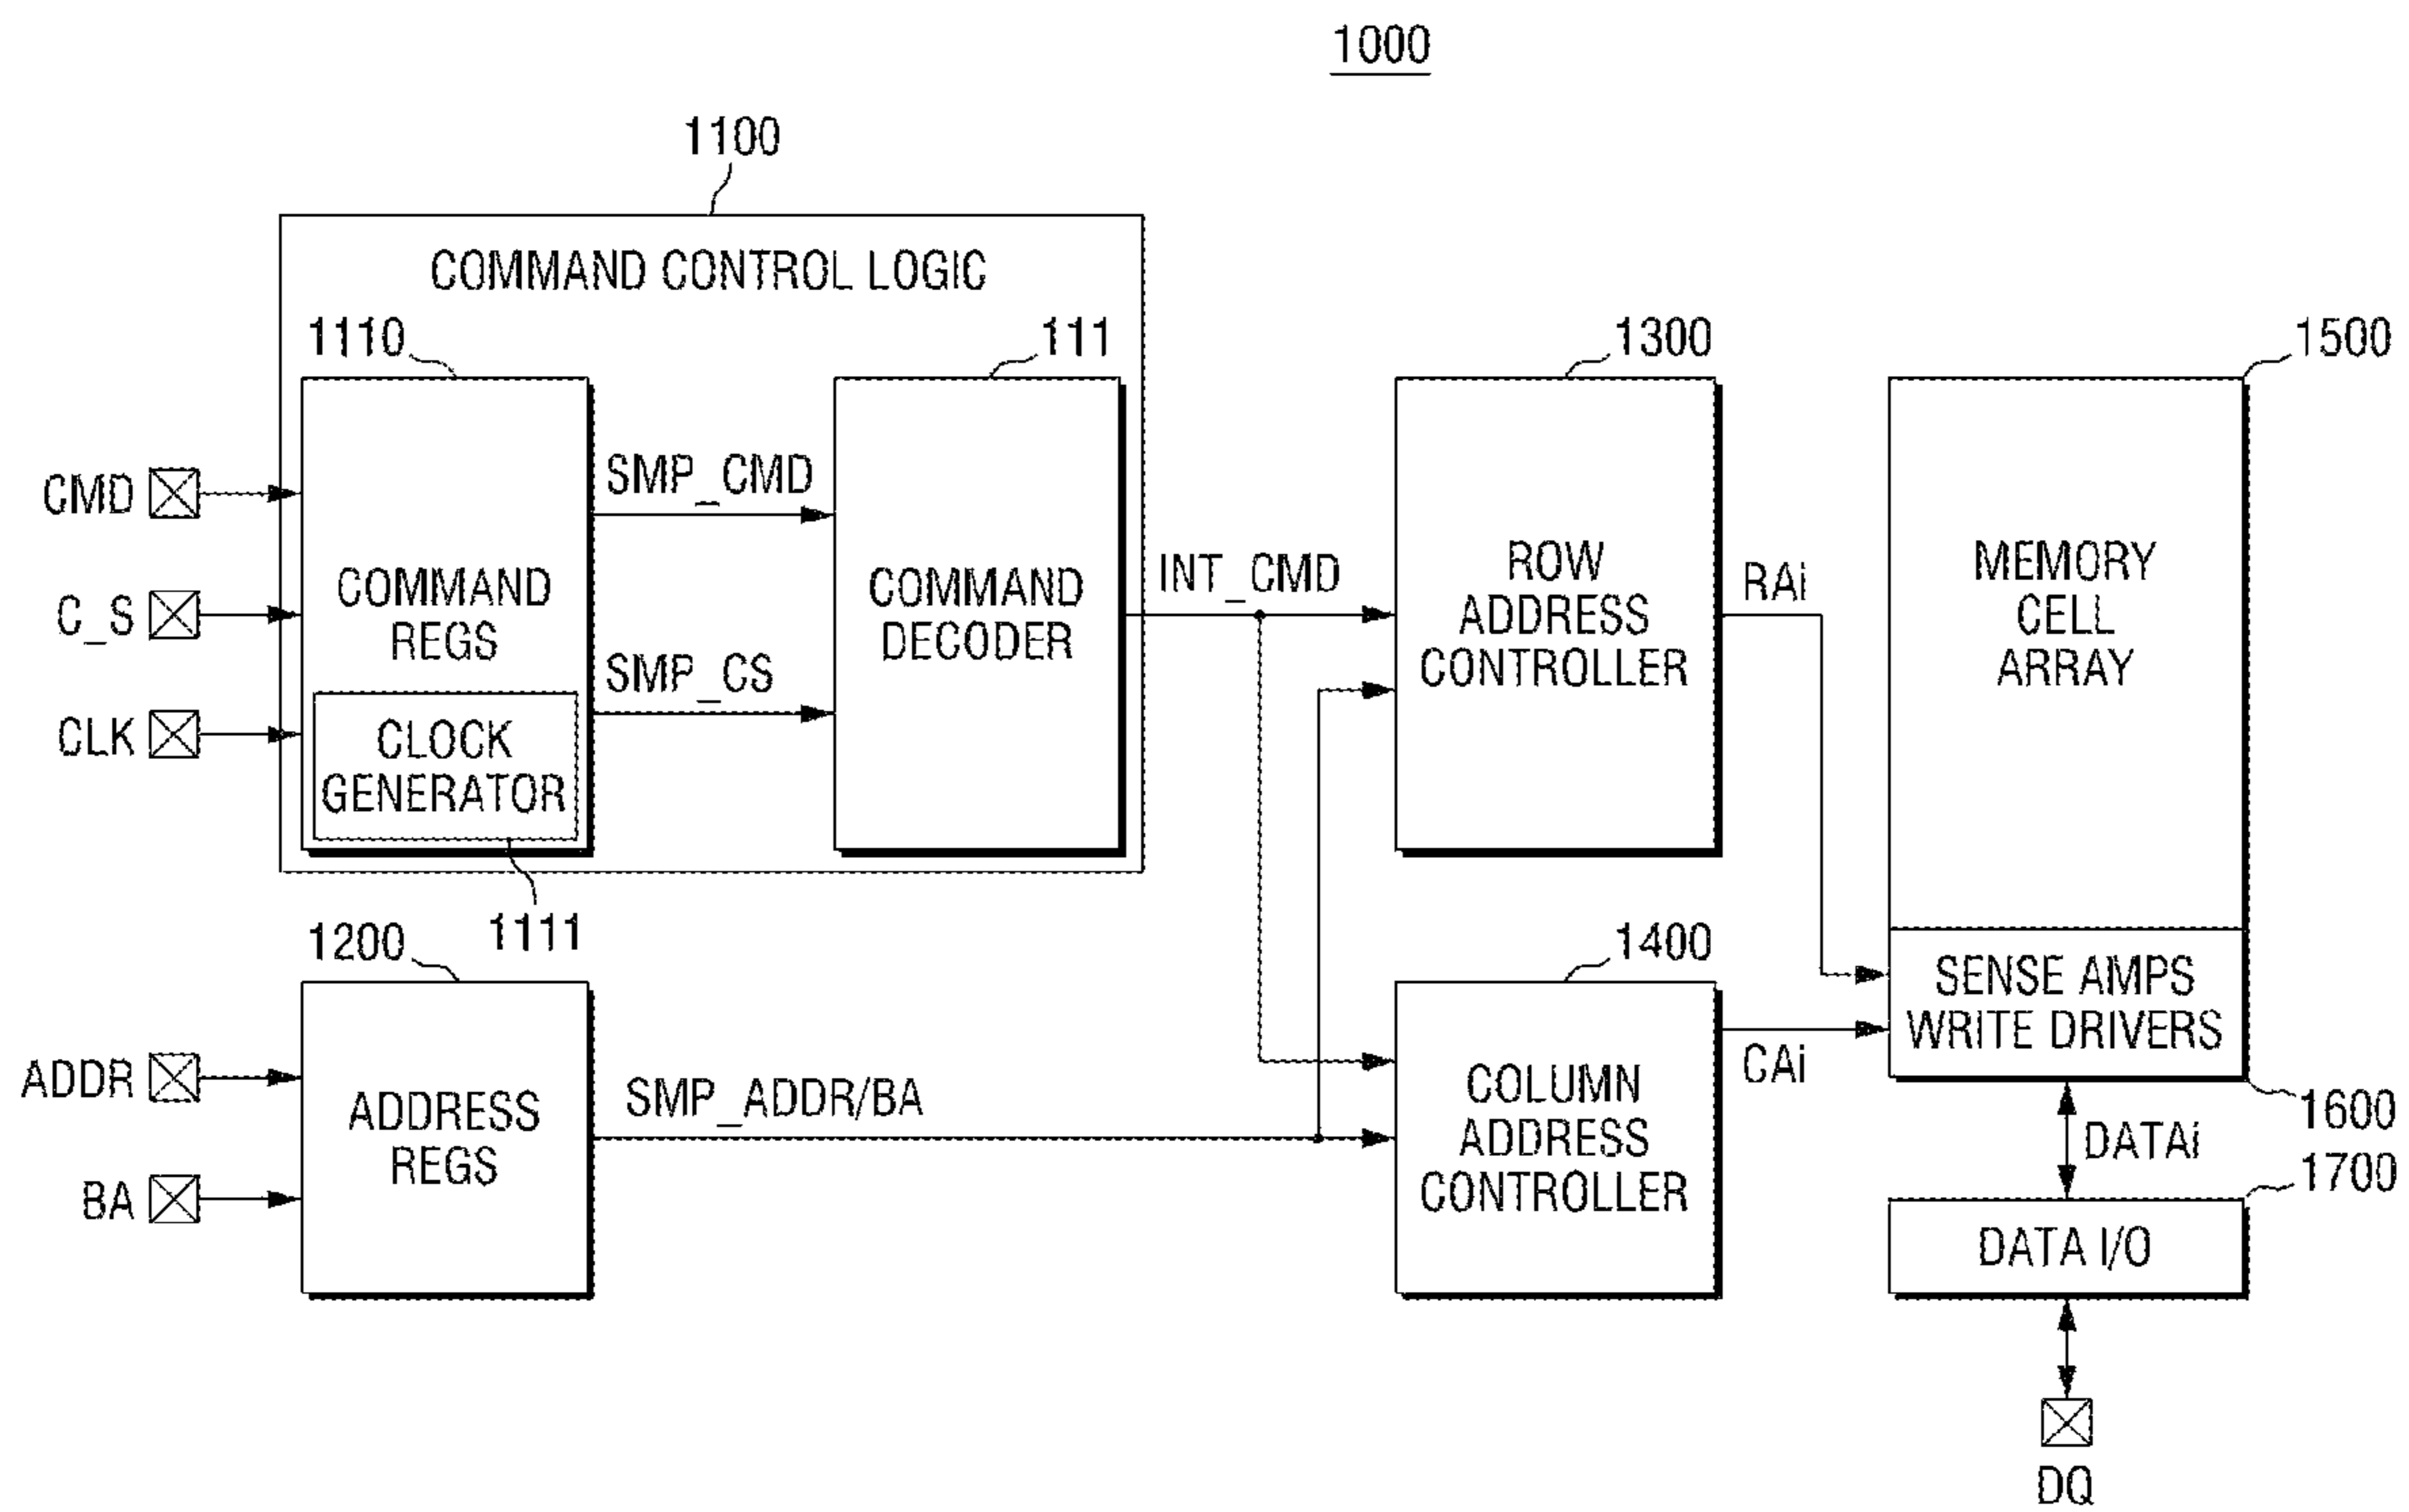 1000
1100
COMMAND CONTROL LOGIC
1110
111
1300
1500
CMD
C_S
CLK
COMMAND
REGS
CLOCK
GENERATOR
1111
SMP_CMD
SMP_CS
COMMAND
DECODER
INT_CMD
ROW
ADDRESS
CONTROLLER
RAi
MEMORY
CELL
ARRAY
1200
1400
ADDR
BA
ADDRESS
REGS
SMP_ADDR/BA
COLUMN
ADDRESS
CONTROLLER
CAi
SENSE AMPS
WRITE DRIVERS
1600
DATAi
1700
DATA I/O
DQ